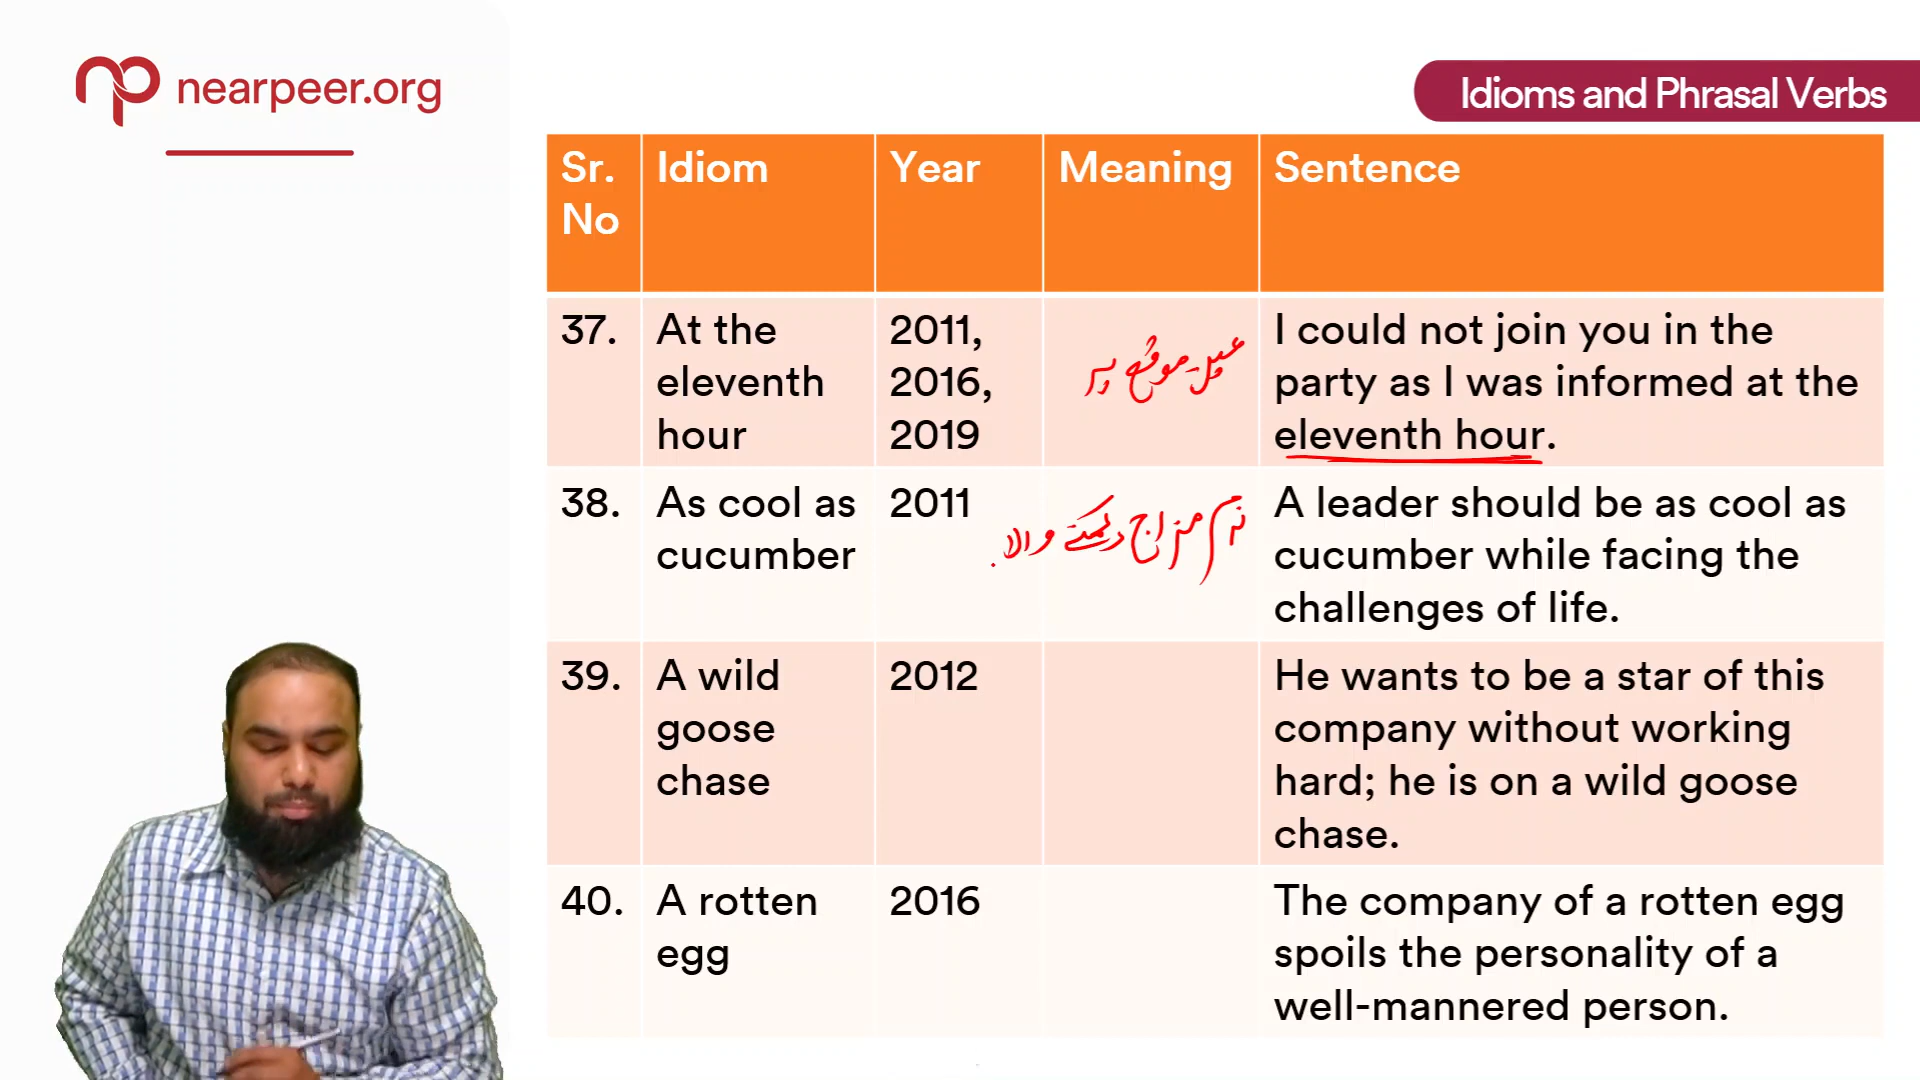 nearpeer.org
Idioms and Phrasal Verbs
Sr. No
Idiom
Year
Meaning
Sentence
37.
At the
eleventh
hour
2011,
2016,
2019
عین موقع پر
I could not join you in the
party as I was informed at the
eleventh hour.
38.
As cool as
cucumber
2011
نرم مزاج رکھنے والا
A leader should be as cool as
cucumber while facing the
challenges of life.
39.
A wild
goose
chase
2012
He wants to be a star of this
company without working
hard; he is on a wild goose
chase.
40.
A rotten
egg
2016
The company of a rotten egg
spoils the personality of a
well-mannered person.